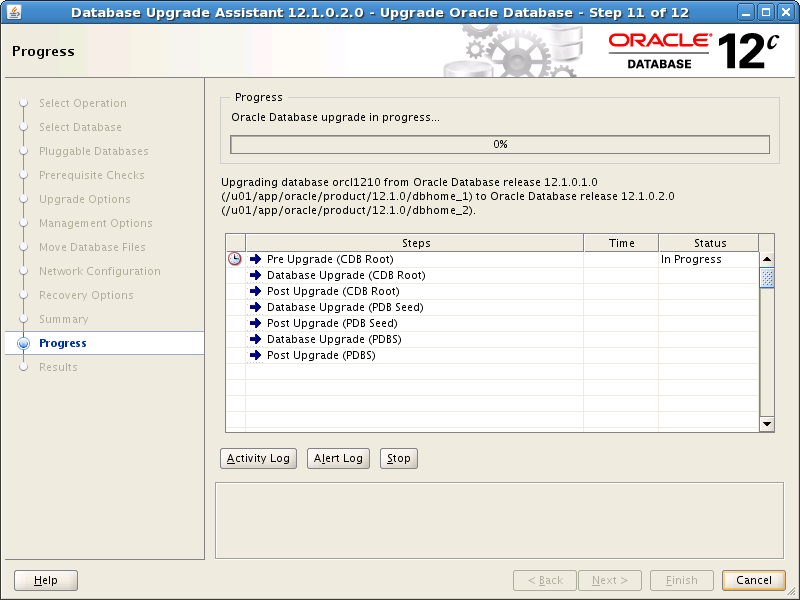 Database Upgrade Assistant 12.1.0.2.0 - Upgrade Oracle Database - Step 11 of 12
Progress
ORACLE
DATABASE
12c
Select Operation
Select Database
Pluggable Databases
Prerequisite Checks
Upgrade Options
Management Options
Move Database Files
Network Configuration
Recovery Options
Summary
Progress
Results
Progress
Oracle Database upgrade in progress...
0%
Upgrading database orcl1210 from Oracle Database release 12.1.0.1.0
(/u01/app/oracle/product/12.1.0/dbhome_1) to Oracle Database release 12.1.0.2.0
(/u01/app/oracle/product/12.1.0/dbhome_2).
Steps Time Status
Pre Upgrade (CDB Root) In Progress
Database Upgrade (CDB Root)
Post Upgrade (CDB Root)
Database Upgrade (PDB Seed)
Post Upgrade (PDB Seed)
Database Upgrade (PDBS)
Post Upgrade (PDBS)
Activity Log Alert Log Stop
Help < Back Next > Finish Cancel